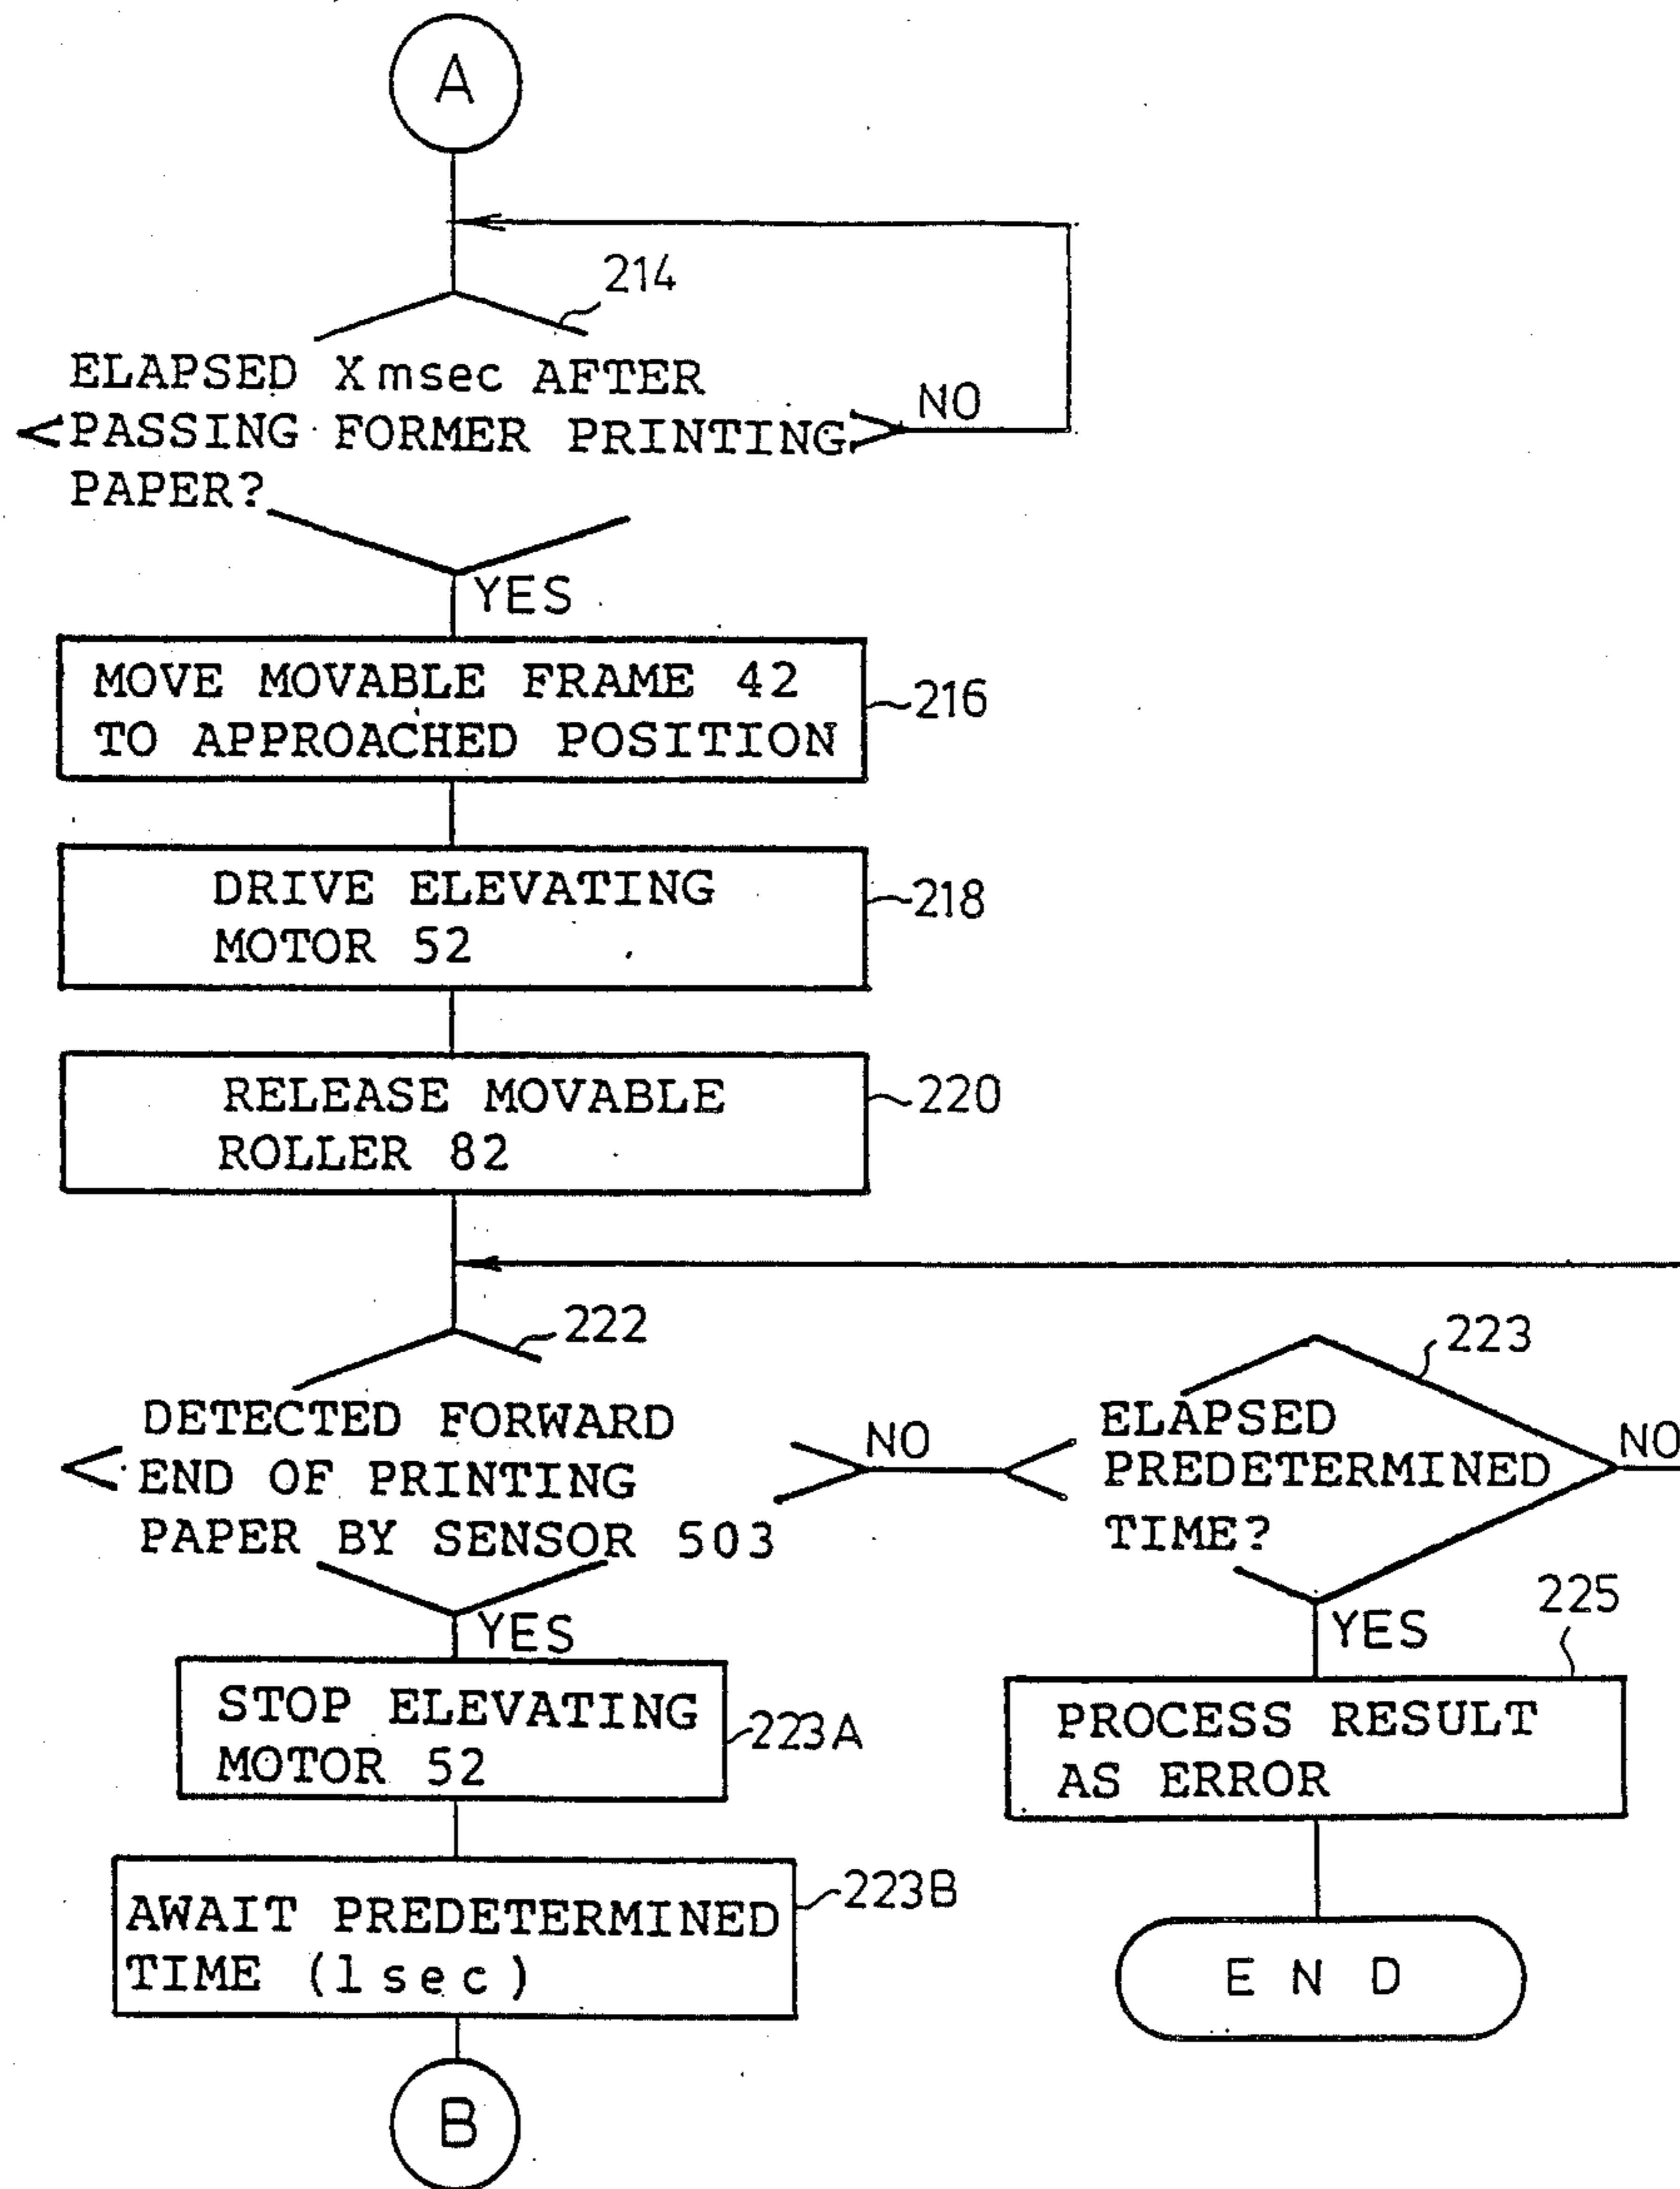 A
214
ELAPSED Xmsec AFTER
PASSING FORMER PRINTING
PAPER?
NO
YES
MOVE MOVABLE FRAME 42
TO APPROACHED POSITION
216
DRIVE ELEVATING
MOTOR 52
218
RELEASE MOVABLE
ROLLER 82
220
222
DETECTED FORWARD
END OF PRINTING
PAPER BY SENSOR 503
NO
223
ELAPSED
PREDETERMINED
TIME?
NO
YES
STOP ELEVATING
MOTOR 52
223A
YES
225
PROCESS RESULT
AS ERROR
AWAIT PREDETERMINED
TIME (1sec)
223B
END
B